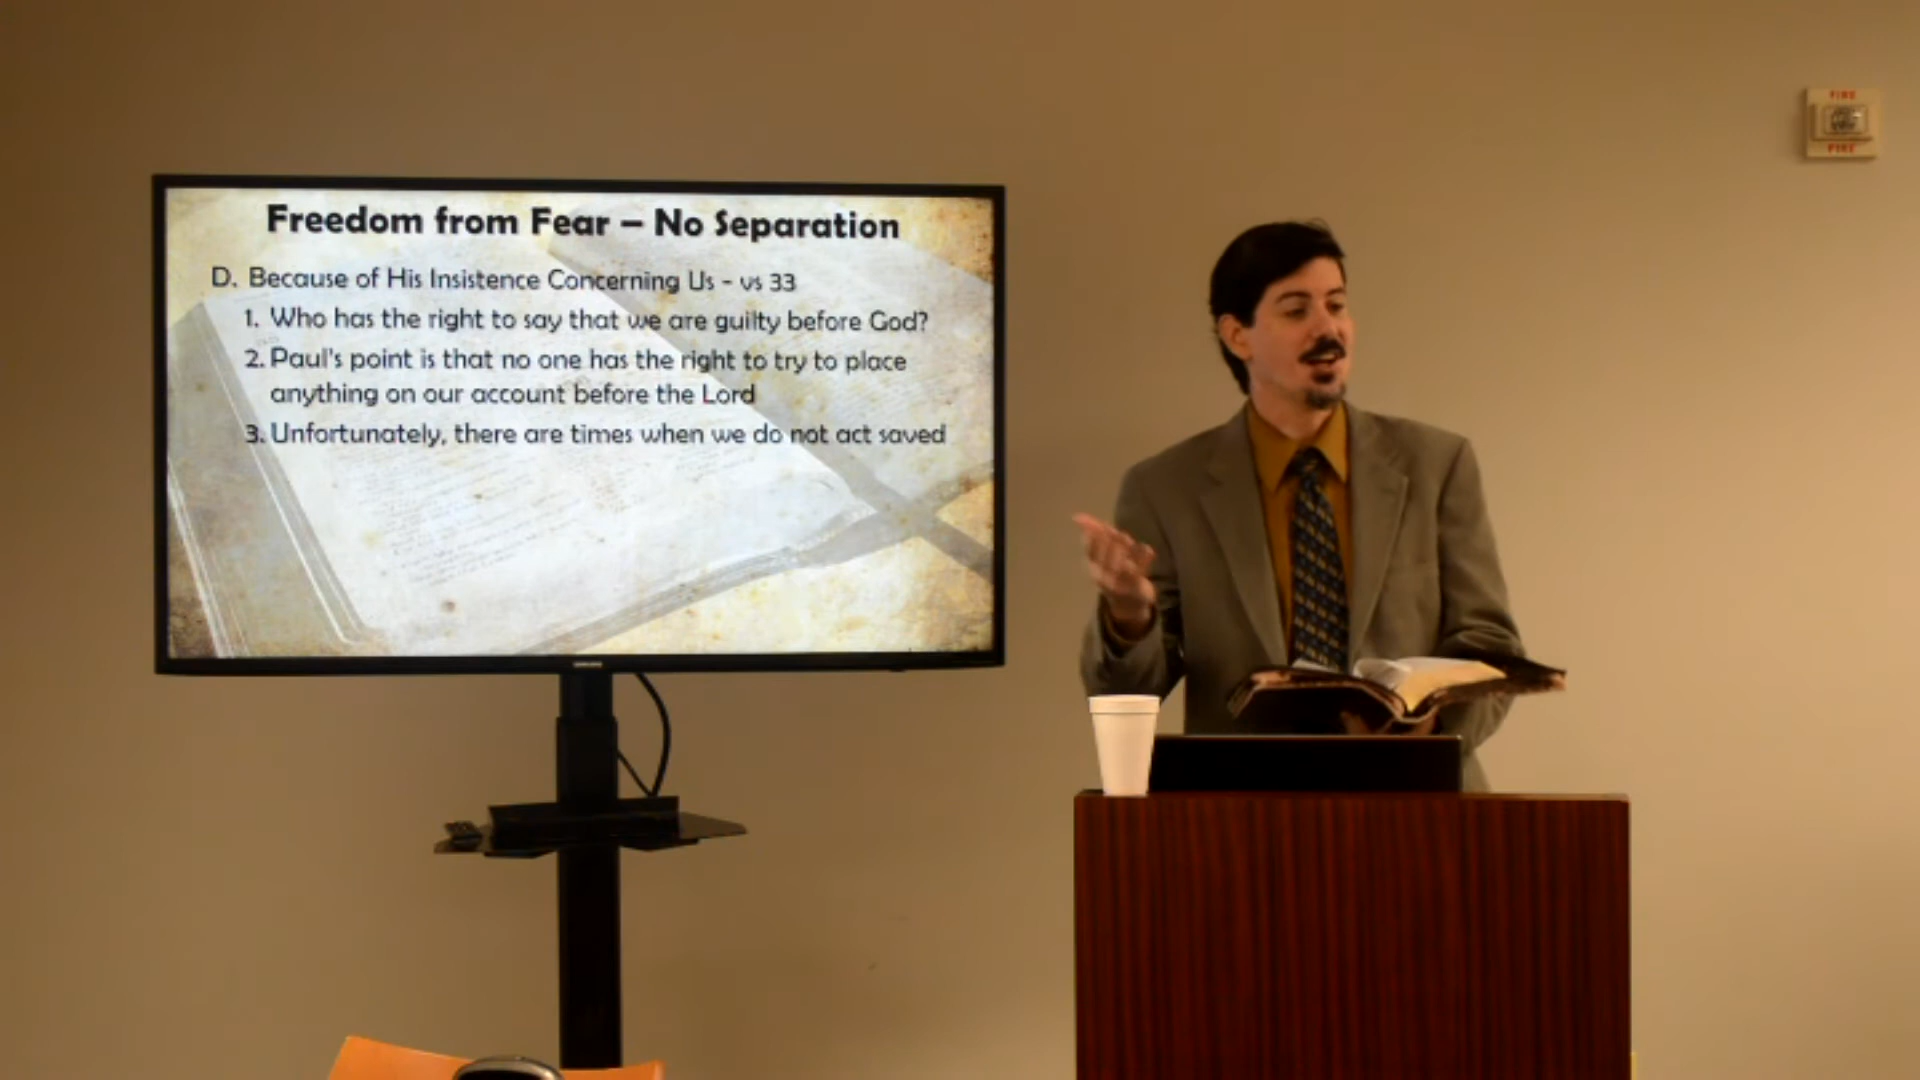 Freedom from Fear – No Separation
D. Because of His Insistence Concerning Us - vs 33
1. Who has the right to say that we are guilty before God?
2. Paul's point is that no one has the right to try to place
anything on our account before the Lord
3. Unfortunately, there are times when we do not act saved
FIRE
FIRE